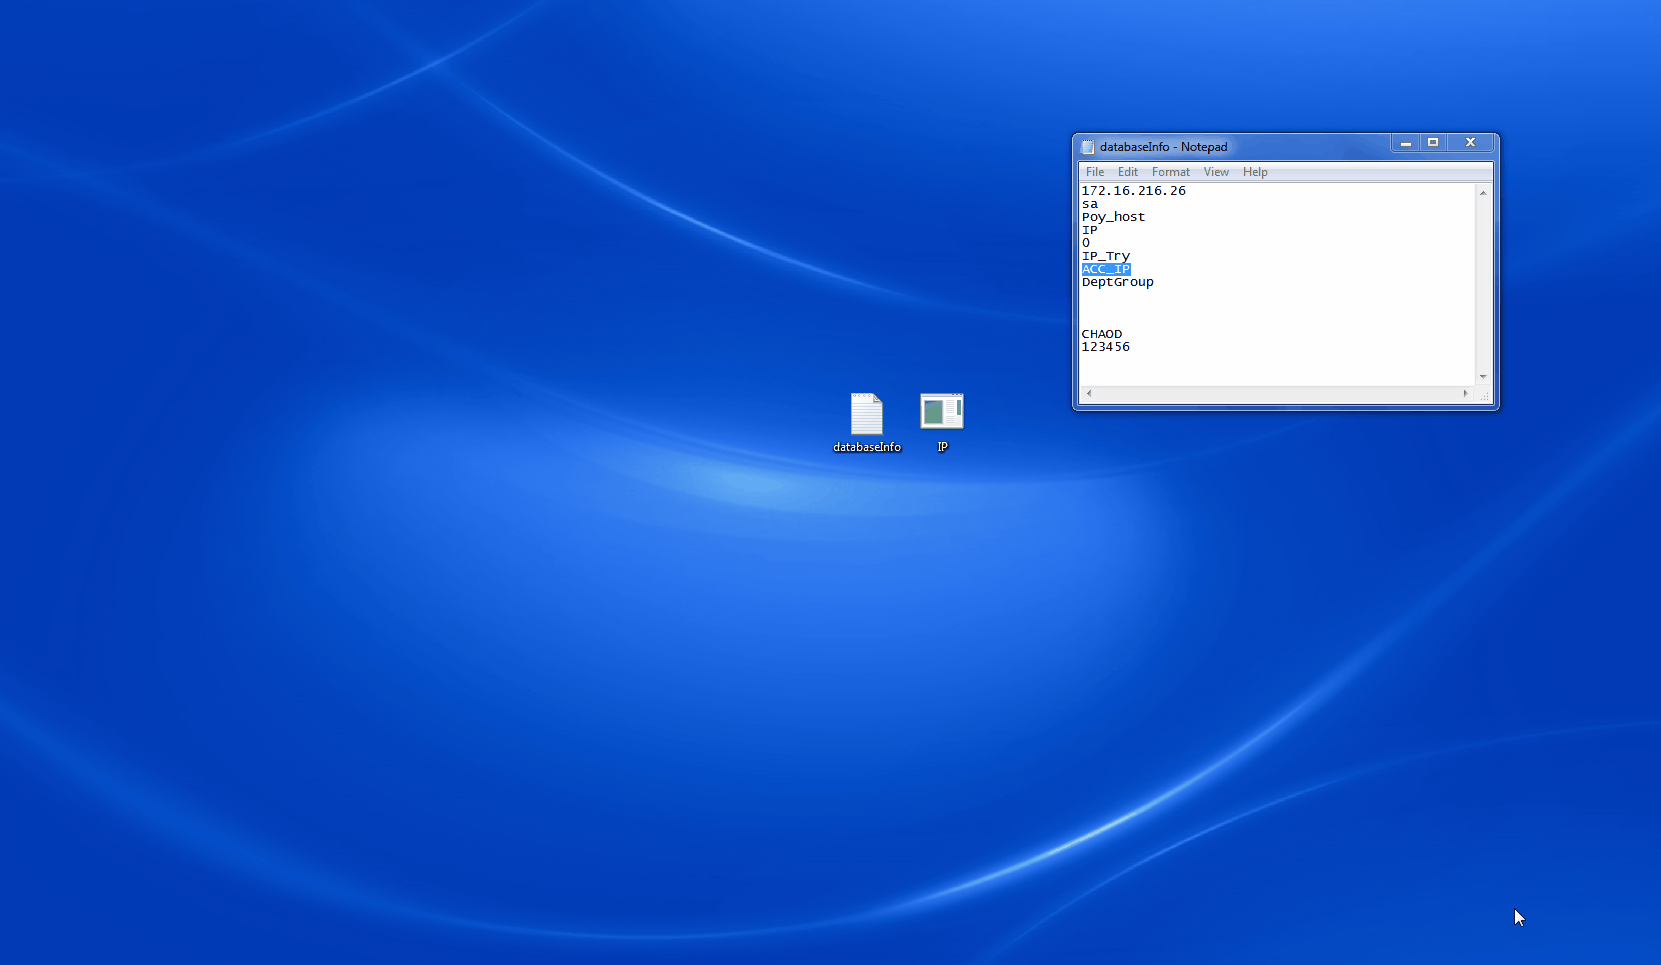 databaseInfo - Notepad
File Edit Format View Help
172.16.216.26
sa
Poy_host
IP
0
IP_Try
ACC_IP
DeptGroup
CHAOD
123456
databaseInfo
IP